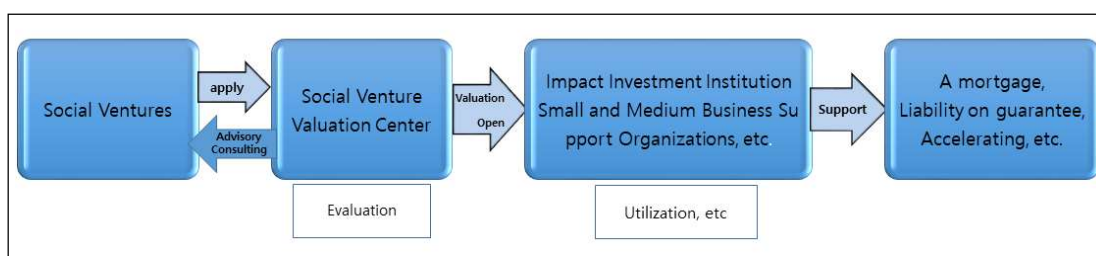 Social Ventures
apply
Advisory
Consulting
Social Venture
Valuation Center
Evaluation
Valuation
Open
Impact Investment Institution
Small and Medium Business Su
pport Organizations, etc.
Utilization, etc
Support
A mortgage,
Liability on guarantee,
Accelerating, etc.